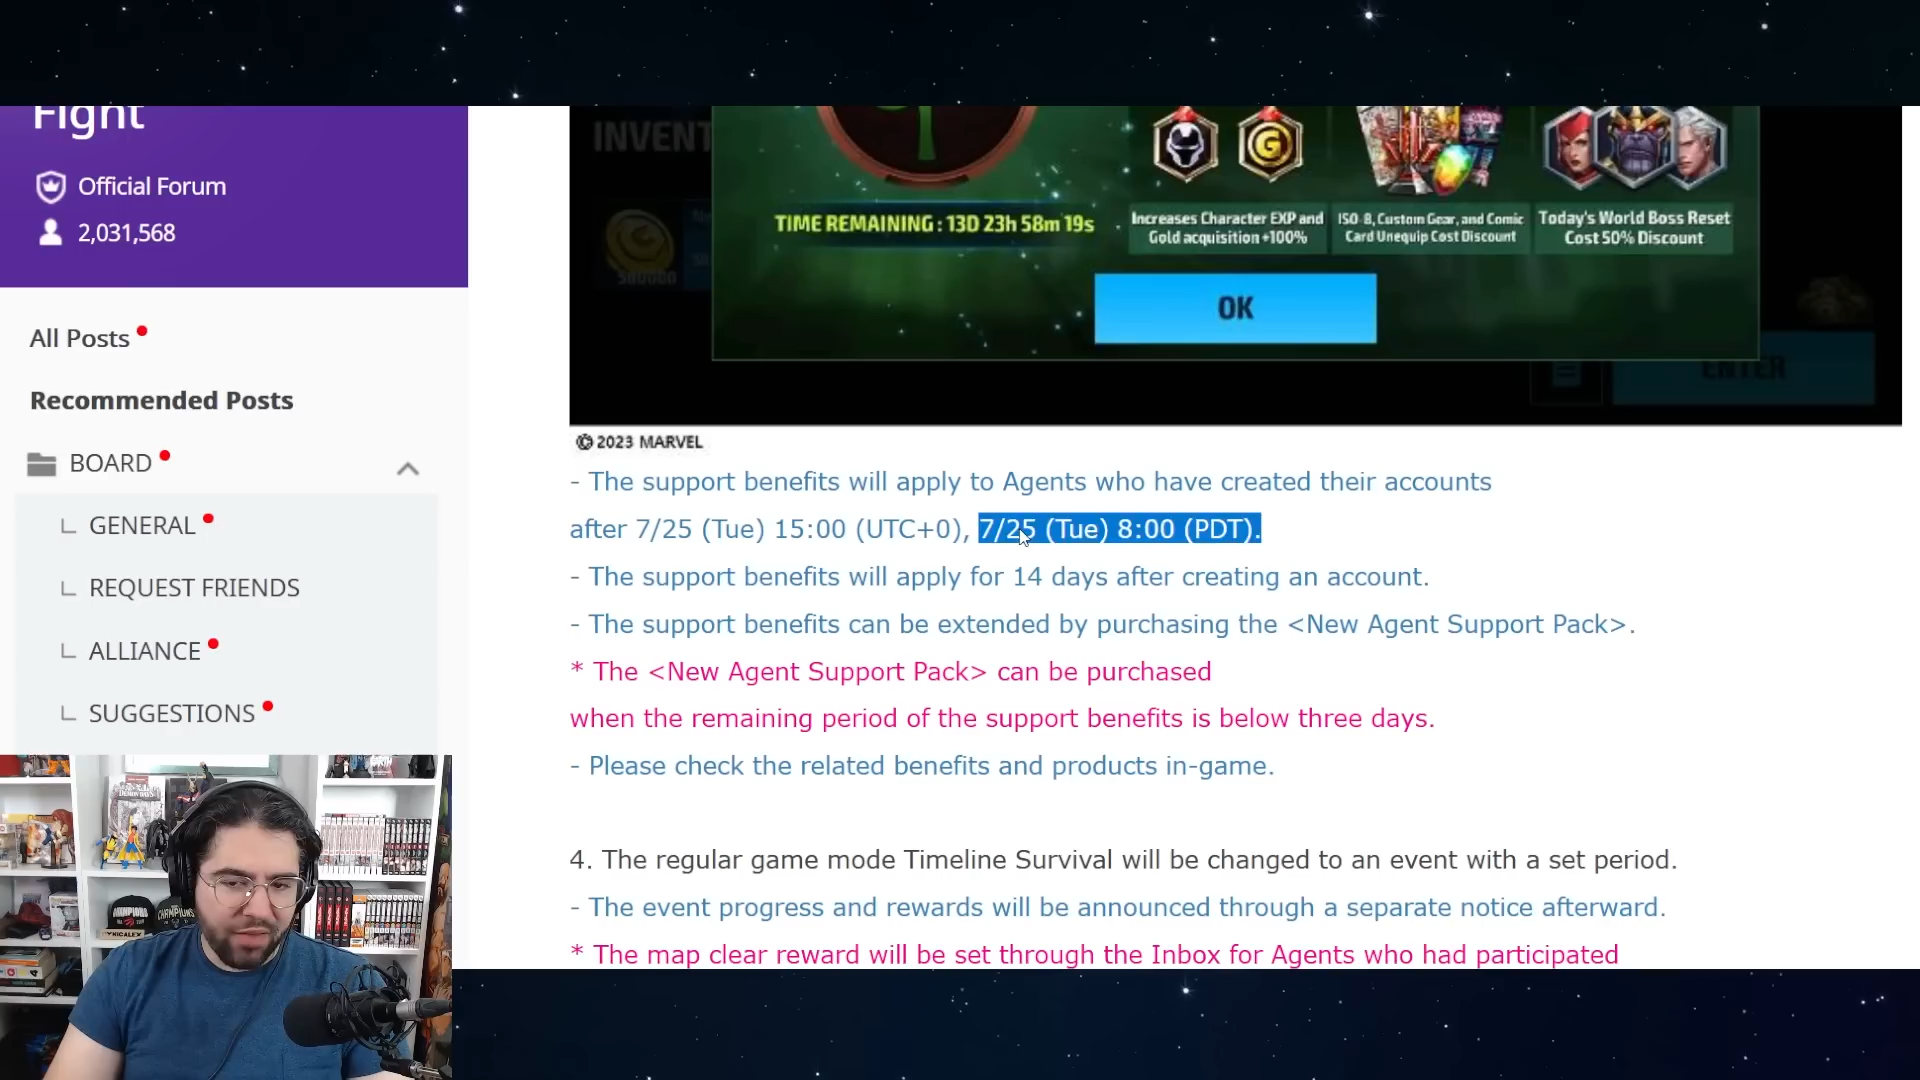 Fight
Official Forum
2,031,568
All Posts
Recommended Posts
BOARD
GENERAL
REQUEST FRIENDS
ALLIANCE
SUGGESTIONS
INVENT
TIME REMAINING : 13D 23h 58m 19s
Increases Character EXP and
Gold acquisition +100%
ISO-8, Custom Gear, and Comic
Card Unequip Cost Discount
Today's World Boss Reset
Cost 50% Discount
OK
ENTER
© 2023 MARVEL
- The support benefits will apply to Agents who have created their accounts
after 7/25 (Tue) 15:00 (UTC+0), 7/25 (Tue) 8:00 (PDT).
- The support benefits will apply for 14 days after creating an account.
- The support benefits can be extended by purchasing the <New Agent Support Pack>.
* The <New Agent Support Pack> can be purchased
when the remaining period of the support benefits is below three days.
- Please check the related benefits and products in-game.
4. The regular game mode Timeline Survival will be changed to an event with a set period.
- The event progress and rewards will be announced through a separate notice afterward.
* The map clear reward will be set through the Inbox for Agents who had participated